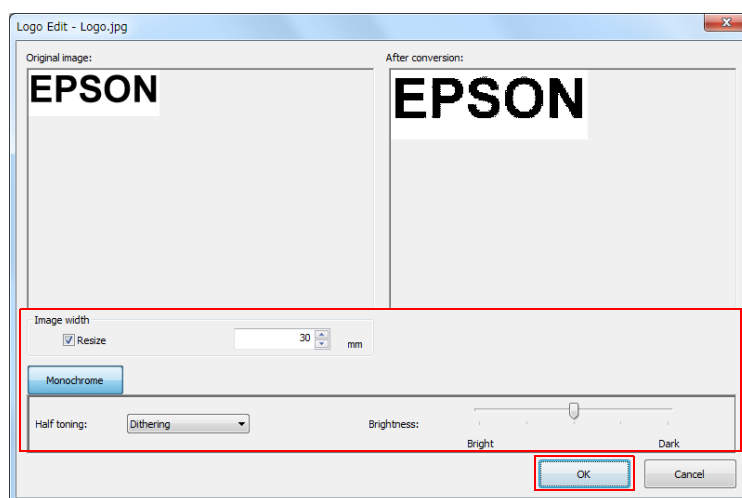 Logo Edit - Logo.jpg
Original image:
After conversion:
EPSON
EPSON
Image width
Resize
30
mm
Monochrome
Half toning:
Dithering
Brightness:
Bright
Dark
OK
Cancel